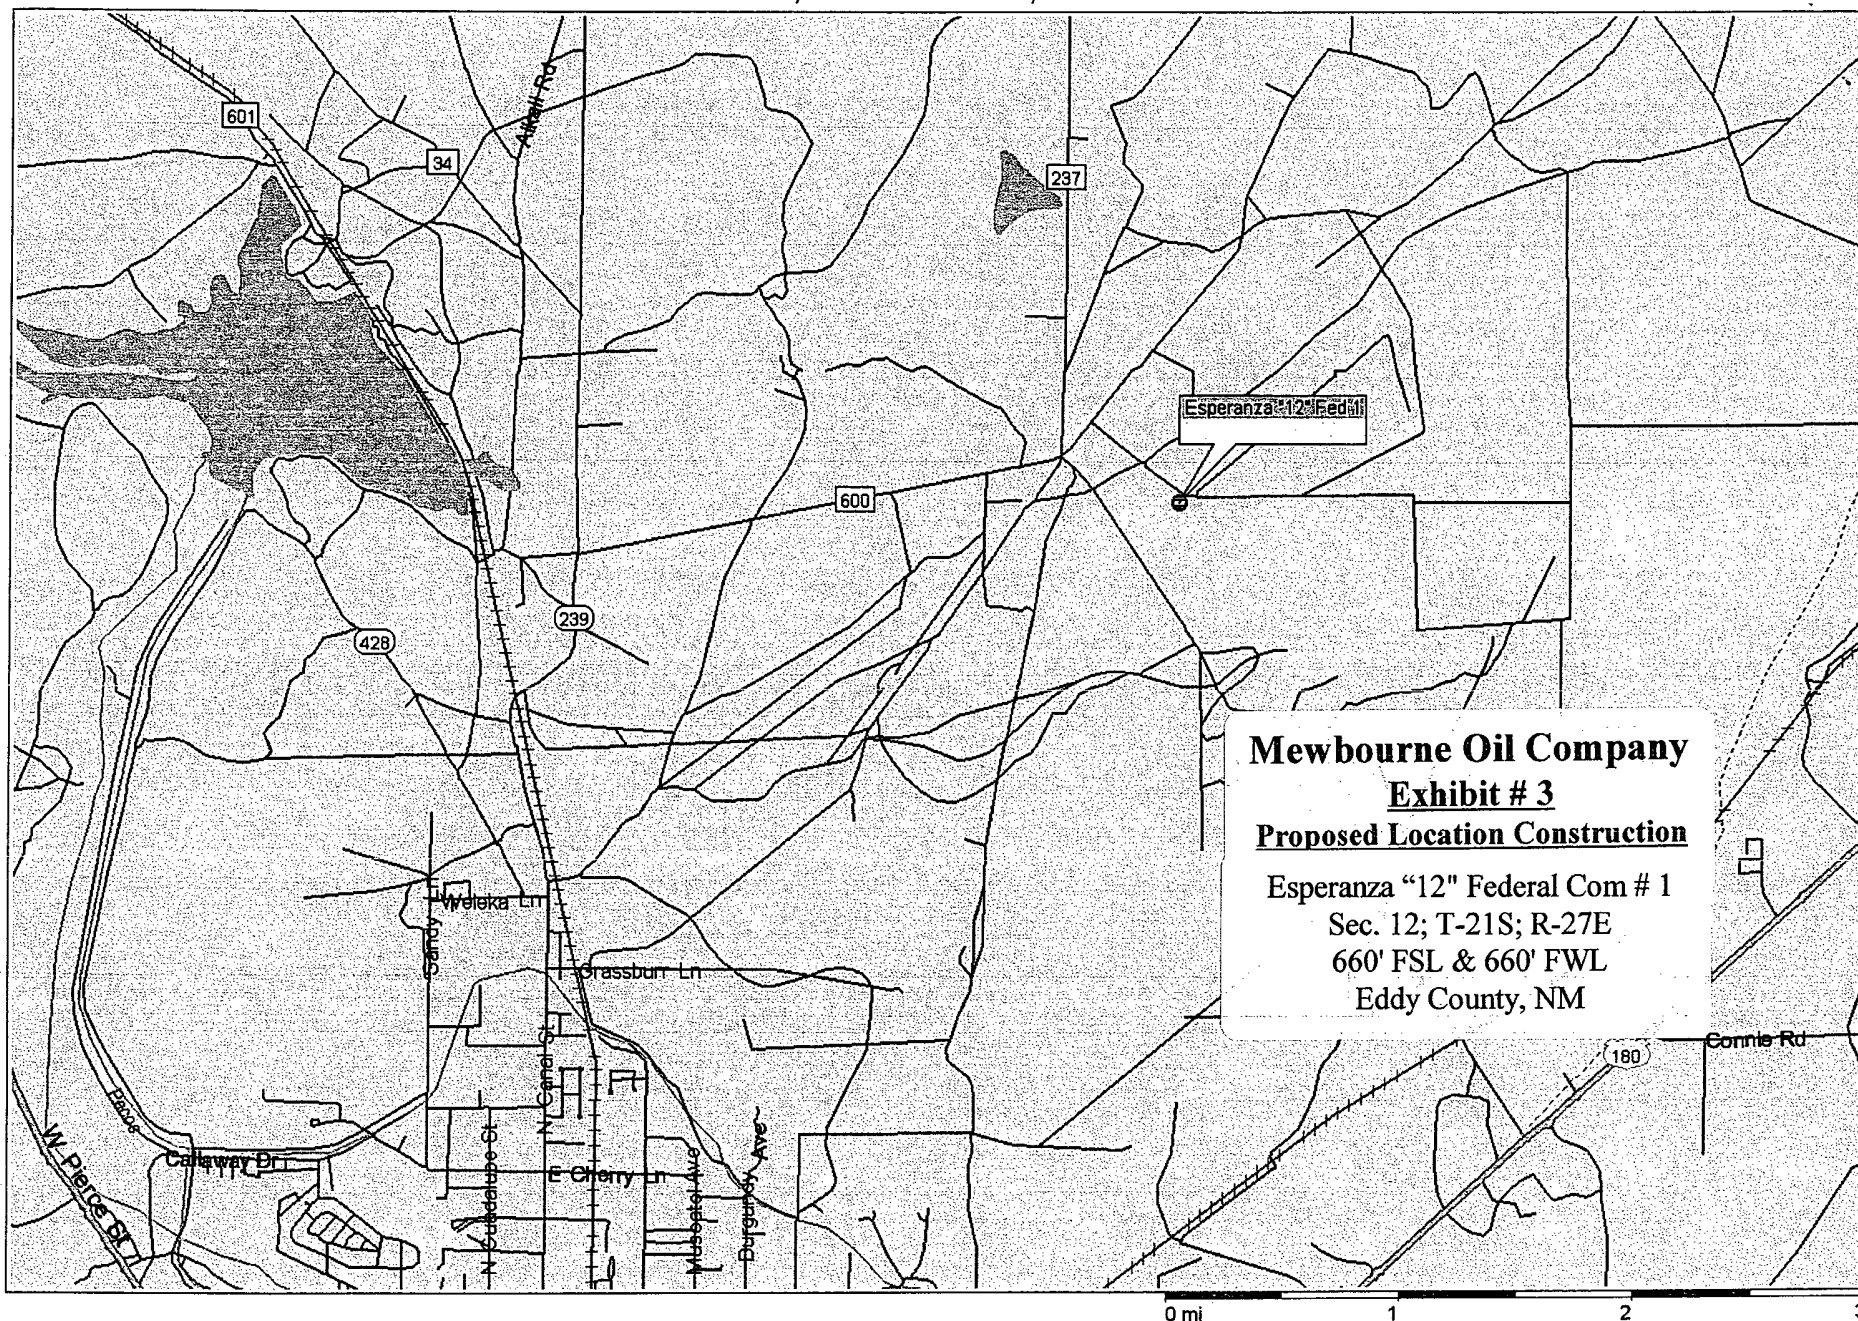 601
Alkali Rd
34
237
Esperanza "12" Fed 1
600
239
428
Mewbourne Oil Company
Exhibit # 3
Proposed Location Construction
Esperanza “12" Federal Com # 1
Sec. 12; T-21S; R-27E
660' FSL & 660' FWL
Eddy County, NM
Weleka Ln
Sandy Ln
Grassburr Ln
N Canal St
Connie Rd
180
Pecos
W Pierce St
Callaway Dr
N Guadalupe St
E Cherry Ln
Muscatel Ave
Burgundy Ave
0 mi 1 2 3